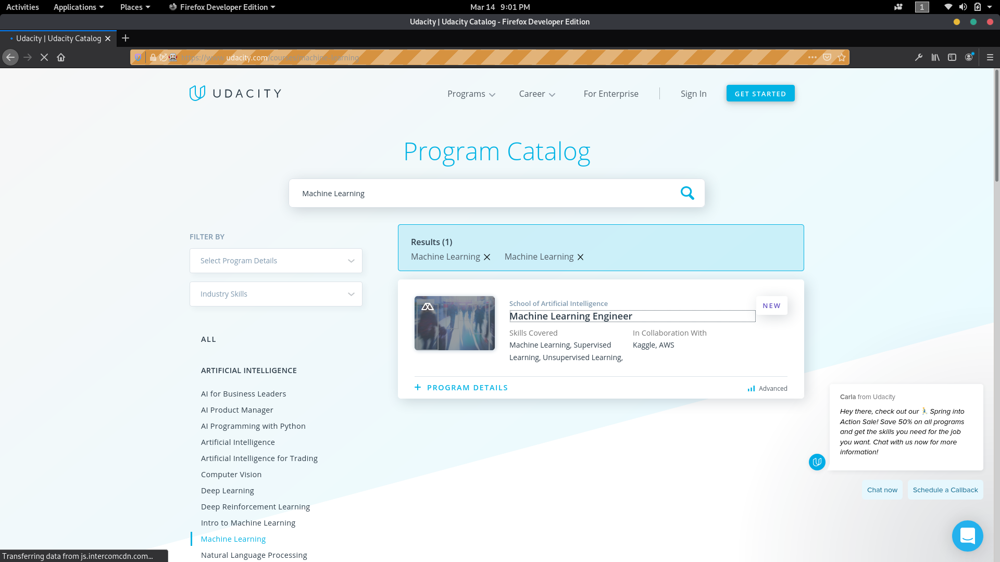 Activities Applications Places Firefox Developer Edition Mar 14 9:01 PM 1
Udacity | Udacity Catalog - Firefox Developer Edition
Udacity | Udacity Catalog
https://www.udacity.com/courses/machine-learning
UDACITY Programs Career For Enterprise Sign In GET STARTED
Program Catalog
Machine Learning
FILTER BY
Select Program Details
Industry Skills
ALL
ARTIFICIAL INTELLIGENCE
AI for Business Leaders
AI Product Manager
AI Programming with Python
Artificial Intelligence
Artificial Intelligence for Trading
Computer Vision
Deep Learning
Deep Reinforcement Learning
Intro to Machine Learning
Machine Learning
Natural Language Processing
Results (1)
Machine Learning Machine Learning
School of Artificial Intelligence
NEW
Machine Learning Engineer
Skills Covered
Machine Learning, Supervised
Learning, Unsupervised Learning,
In Collaboration With
Kaggle, AWS
+ PROGRAM DETAILS
Advanced
Carla from Udacity
Hey there, check out our Spring into
Action Sale! Save 50% on all programs
and get the skills you need for the job
you want. Chat with us now for more
information!
Chat now Schedule a Callback
Transferring data from js.intercomcdn.com...